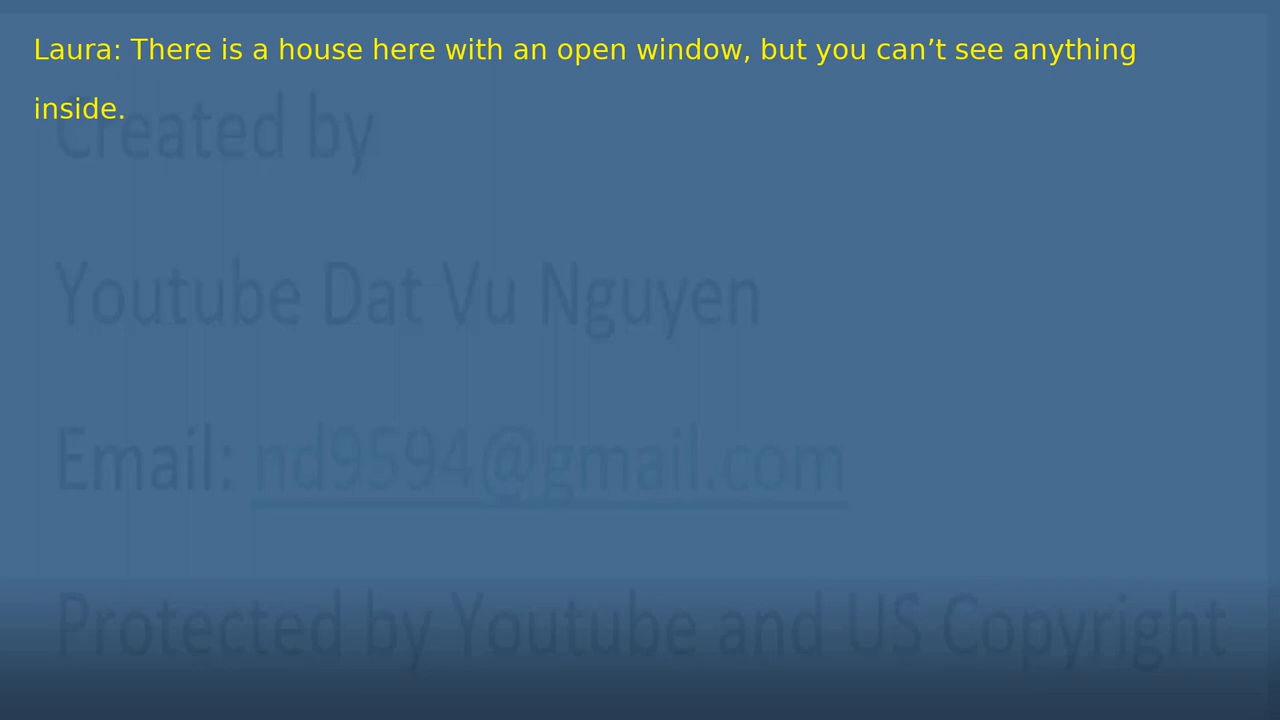 Laura: There is a house here with an open window, but you can’t see anything
inside.
Created by
Youtube Dat Vu Nguyen
Email: nd9594@gmail.com
Protected by Youtube and US Copyright